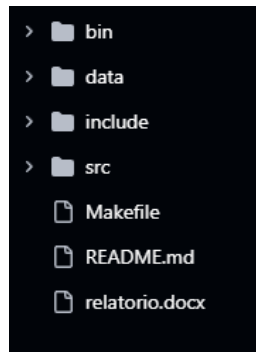 bin
data
include
src
Makefile
README.md
relatorio.docx